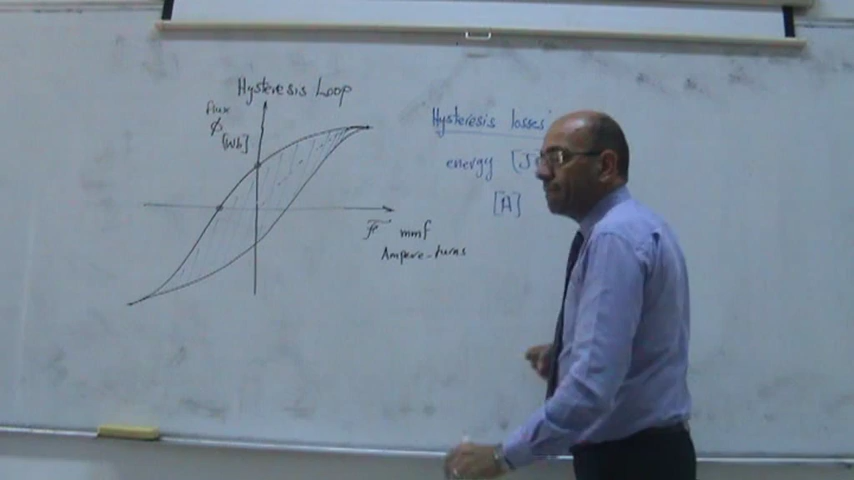 Hysteresis Loop
flux
ϕ
[Wb]
ℱ mmf
Ampere-turns
Hysteresis losses
energy [J]
[A]